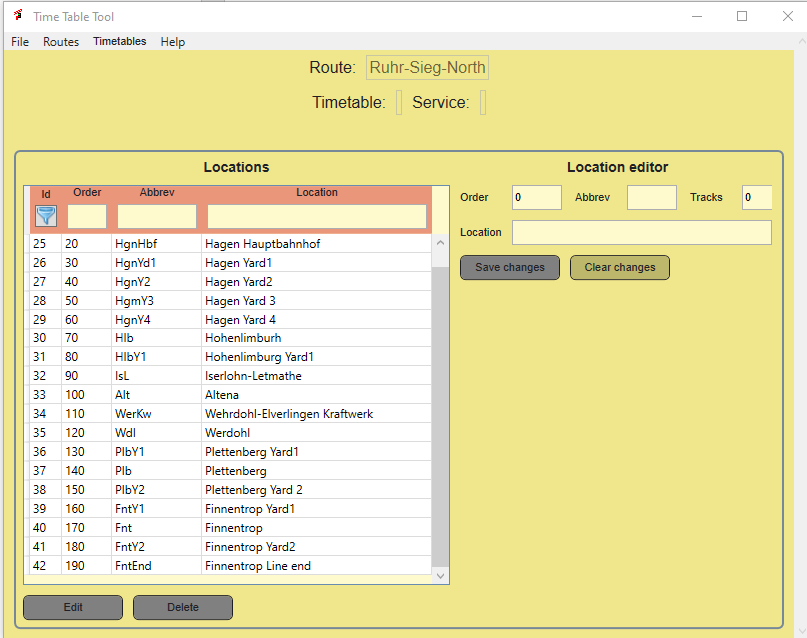 Time Table Tool
File Routes Timetables Help
Route: Ruhr-Sieg-North
Timetable: Service:
Locations
Id Order Abbrev Location
25 20 HgnHbf Hagen Hauptbahnhof
26 30 HgnYd1 Hagen Yard1
27 40 HgnY2 Hagen Yard2
28 50 HgmY3 Hagen Yard 3
29 60 HgnY4 Hagen Yard 4
30 70 Hlb Hohenlimburh
31 80 HlbY1 Hohenlimburg Yard1
32 90 IsL Iserlohn-Letmathe
33 100 Alt Altena
34 110 WerKw Wehrdohl-Elverlingen Kraftwerk
35 120 Wdl Werdohl
36 130 PlbY1 Plettenberg Yard1
37 140 Plb Plettenberg
38 150 PlbY2 Plettenberg Yard 2
39 160 FntY1 Finnentrop Yard1
40 170 Fnt Finnentrop
41 180 FntY2 Finnentrop Yard2
42 190 FntEnd Finnentrop Line end
Edit Delete
Location editor
Order 0 Abbrev Tracks 0
Location
Save changes Clear changes